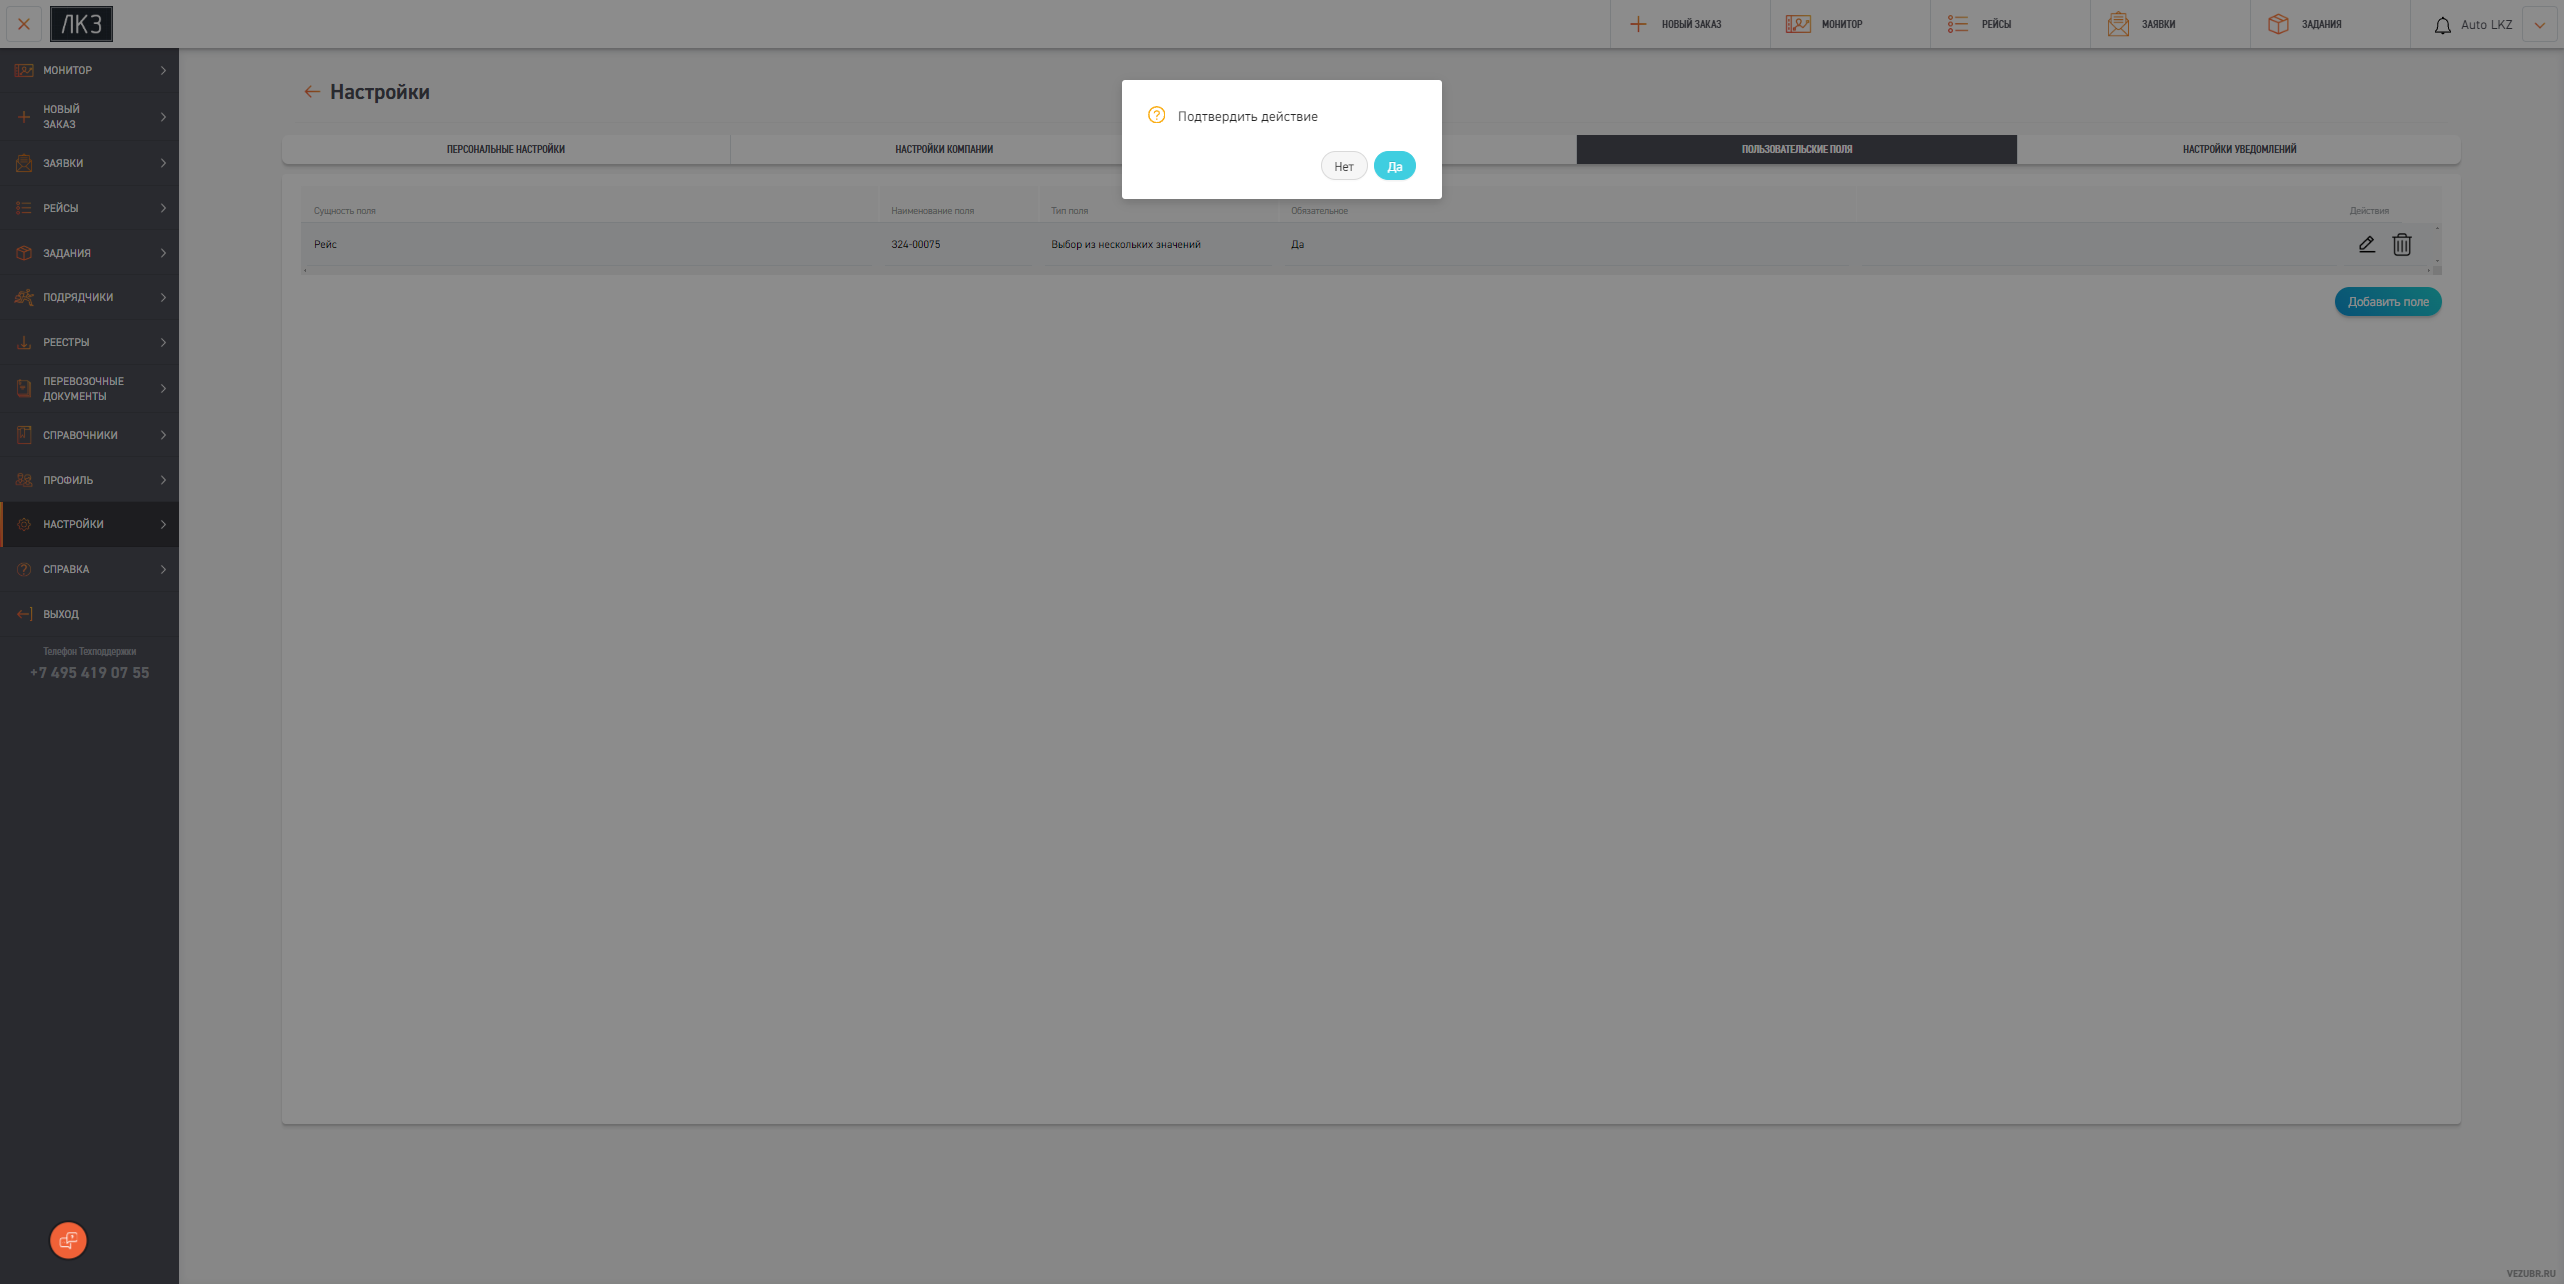 ЛКЗ
НОВЫЙ ЗАКАЗ
МОНИТОР
РЕЙСЫ
ЗАЯВКИ
ЗАДАНИЯ
Auto LKZ
МОНИТОР
НОВЫЙ
ЗАКАЗ
ЗАЯВКИ
РЕЙСЫ
ЗАДАНИЯ
ПОДРЯДЧИКИ
РЕЕСТРЫ
ПЕРЕВОЗОЧНЫЕ
ДОКУМЕНТЫ
СПРАВОЧНИКИ
ПРОФИЛЬ
НАСТРОЙКИ
СПРАВКА
ВЫХОД
Телефон Техподдержки
+7 495 419 07 55
Настройки
Подтвердить действие
Нет
Да
ПЕРСОНАЛЬНЫЕ НАСТРОЙКИ
НАСТРОЙКИ КОМПАНИИ
ПОЛЬЗОВАТЕЛЬСКИЕ ПОЛЯ
НАСТРОЙКИ УВЕДОМЛЕНИЙ
Сущность поля
Наименование поля
Тип поля
Обязательное
Действия
Рейс
324-00075
Выбор из нескольких значений
Да
Добавить поле
VEZUBR.RU